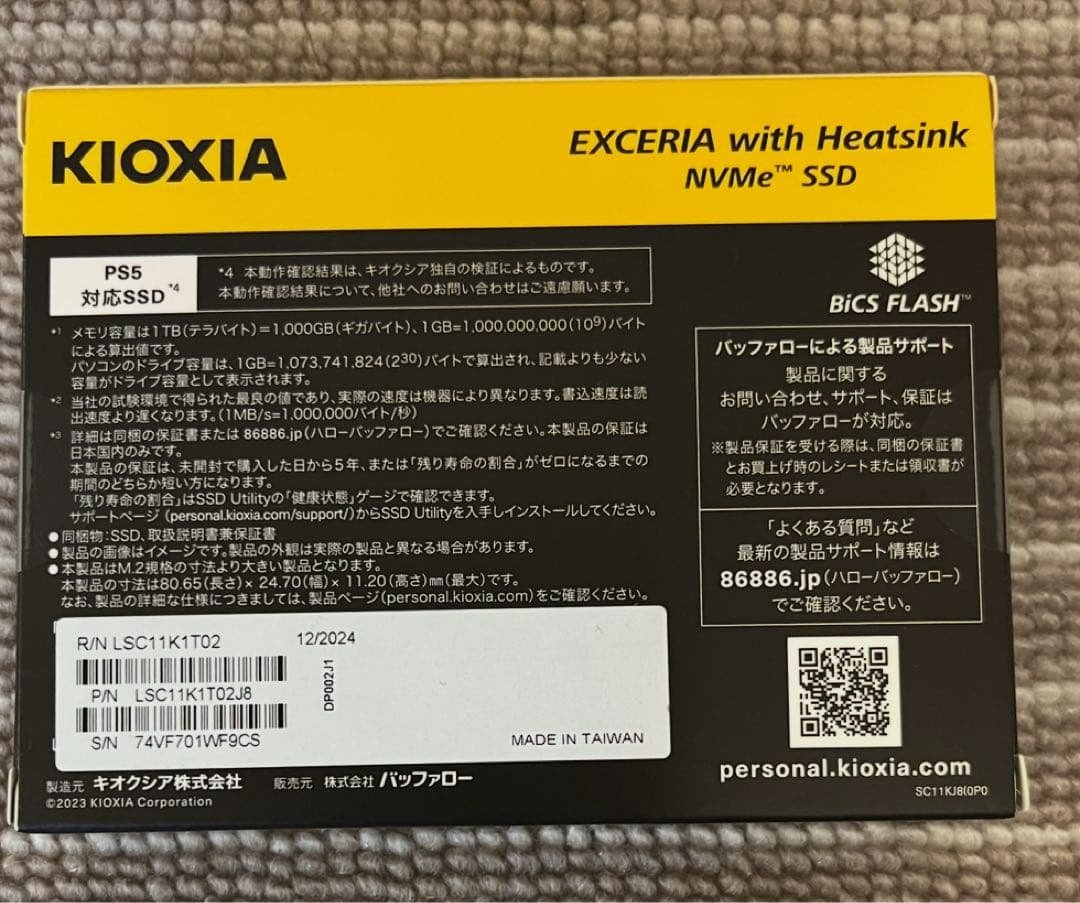 KIOXIA
EXCERIA with Heatsink
NVMe™ SSD
PS5
対応SSD*4
*4 本動作確認結果は、キオクシア独自の検証によるものです。
本動作確認結果について、他社へのお問い合わせはご遠慮願います。
BiCS FLASH™
*1 メモリ容量は1TB(テラバイト)=1,000GB(ギガバイト)、1GB=1,000,000,000(10⁹)バイト
による算出値です。
パソコンのドライブ容量は、1GB=1,073,741,824(2³⁰)バイトで算出され、記載よりも少ない
容量がドライブ容量として表示されます。
*2 当社の試験環境で得られた最良の値であり、実際の速度は機器により異なります。書込速度は読
出速度より遅くなります。(1MB/s=1,000,000バイト/秒)
*3 詳細は同梱の保証書または 86886.jp(ハローバッファロー)でご確認ください。本製品の保証は
日本国内のみです。
本製品の保証は、未開封で購入した日から5年、または「残り寿命の割合」がゼロになるまでの
期間のどちらか短い方になります。
「残り寿命の割合」はSSD Utilityの「健康状態」ゲージで確認できます。
サポートページ (personal.kioxia.com/support/)からSSD Utilityを入手しインストールしてください。
●同梱物:SSD、取扱説明書兼保証書
●製品の画像はイメージです。製品の外観は実際の製品と異なる場合があります。
●本製品はM.2規格の寸法より大きい製品となります。
本製品の寸法は80.65(長さ)× 24.70(幅)× 11.20(高さ)mm(最大)です。
なお、製品の詳細な仕様につきましては、製品ページ(personal.kioxia.com)をご確認ください。
バッファローによる製品サポート
製品に関する
お問い合わせ、サポート、保証は
バッファローが対応。
※製品保証を受ける際は、同梱の保証書
とお買上げ時のレシートまたは領収書が
必要となります。
「よくある質問」など
最新の製品サポート情報は
86886.jp(ハローバッファロー)
でご確認ください。
R/N LSC11K1T02
12/2024
P/N LSC11K1T02J8
DP002J1
S/N 74VF701WF9CS
MADE IN TAIWAN
製造元 キオクシア株式会社 販売元 株式会社 バッファロー
©2023 KIOXIA Corporation
personal.kioxia.com
SC11KJ8(0P0